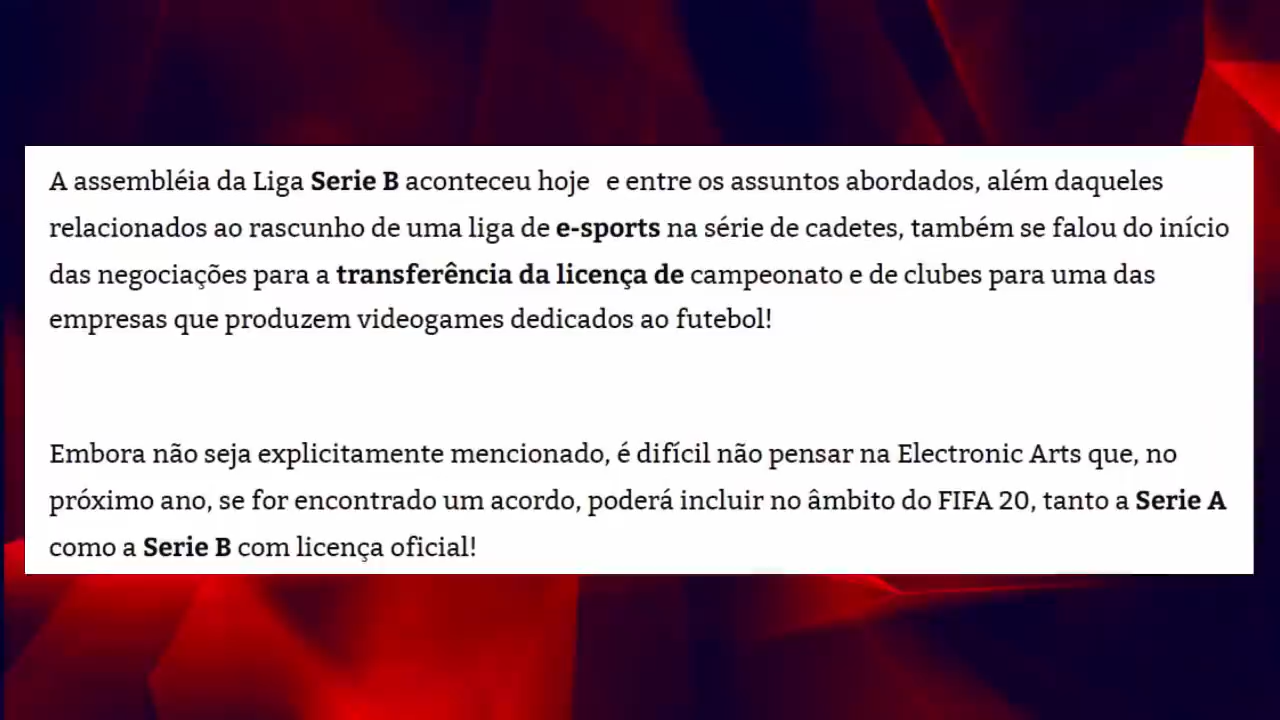 A assembléia da Liga Serie B aconteceu hoje e entre os assuntos abordados, além daqueles
relacionados ao rascunho de uma liga de e-sports na série de cadetes, também se falou do início
das negociações para a transferência da licença de campeonato e de clubes para uma das
empresas que produzem videogames dedicados ao futebol!
Embora não seja explicitamente mencionado, é difícil não pensar na Electronic Arts que, no
próximo ano, se for encontrado um acordo, poderá incluir no âmbito do FIFA 20, tanto a Serie A
como a Serie B com licença oficial!